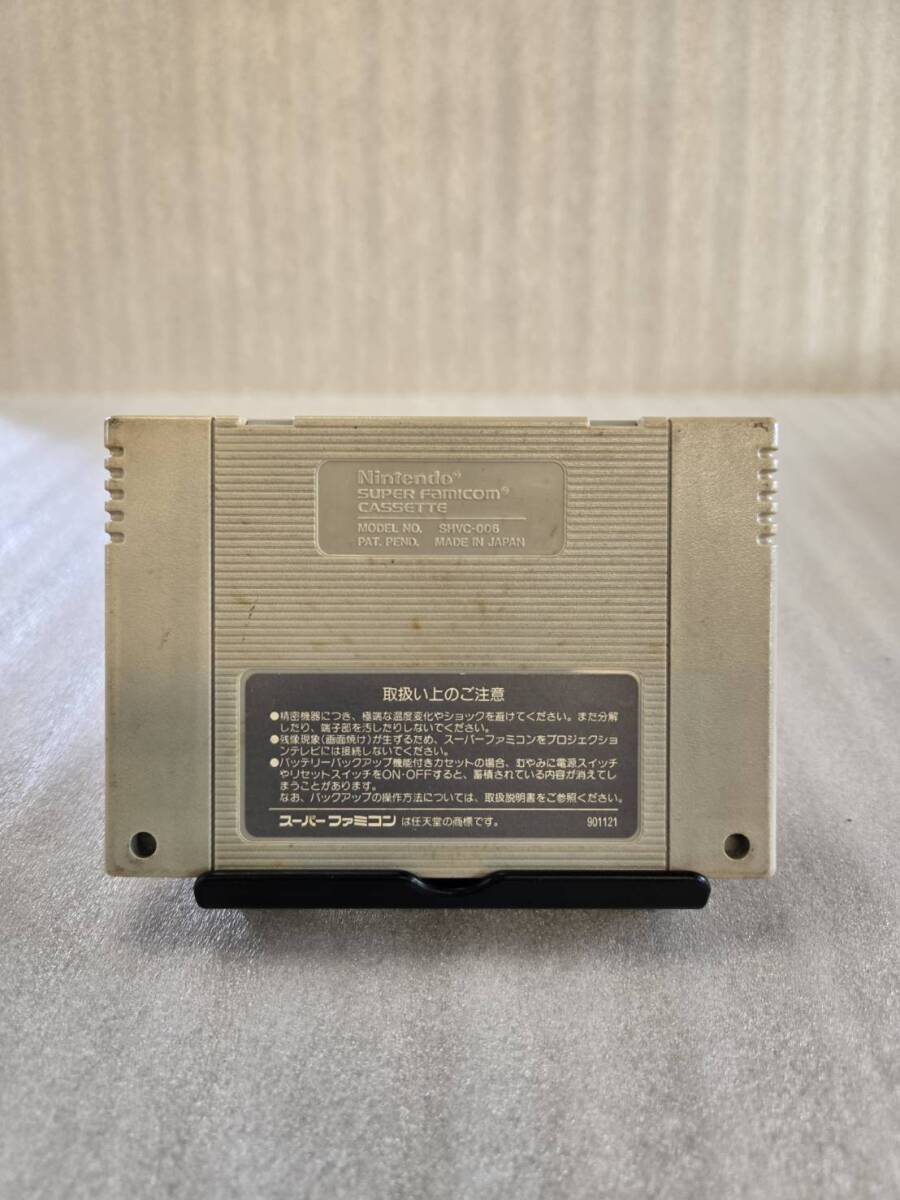 Nintendo®
SUPER FAMICOM®
CASSETTE
MODEL NO. SHVC-006
PAT. PEND. MADE IN JAPAN
取扱い上のご注意
●精密機器につき、極端な温度変化やショックを避けてください。また分解
したり、端子部を汚したりしないでください。
●残像現象(画面焼け)が生ずるため、スーパーファミコンをプロジェクショ
ンテレビには接続しないでください。
●バッテリーバックアップ機能付きカセットの場合、むやみに電源スイッチ
やリセットスイッチをON・OFFすると、蓄積されている内容が消えてし
まうことがあります。
なお、バックアップの操作方法については、取扱説明書をご参照ください。
スーパーファミコンは任天堂の商標です。 901121